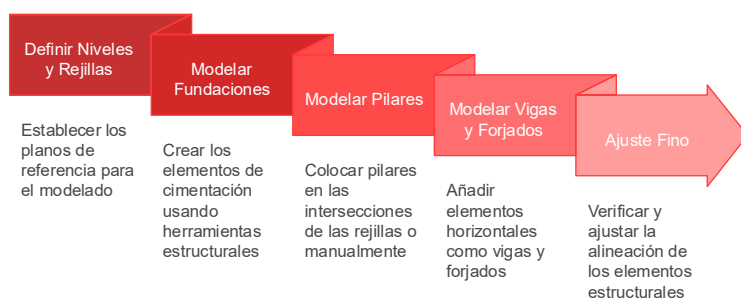 Definir Niveles
y Rejillas
Establecer los
planos de
referencia para
el modelado
Modelar
Fundaciones
Crear los
elementos de
cimentación
usando
herramientas
estructurales
Modelar Pilares
Colocar pilares
en las
intersecciones
de las rejillas o
manualmente
Modelar Vigas
y Forjados
Añadir
elementos
horizontales
como vigas y
forjados
Ajuste Fino
Verificar y
ajustar la
alineación de
los elementos
estructurales